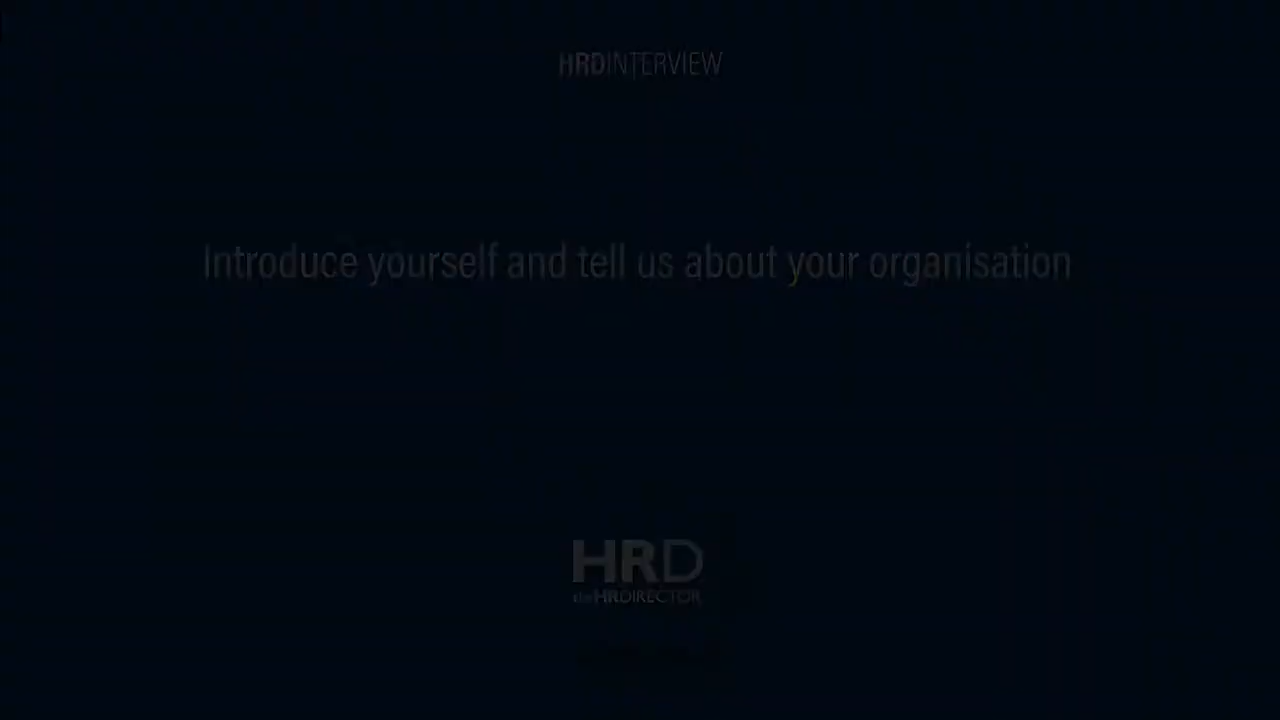 HRDINTERVIEW
Introduce yourself and tell us about your organisation
HRD
theHRDIRECTOR